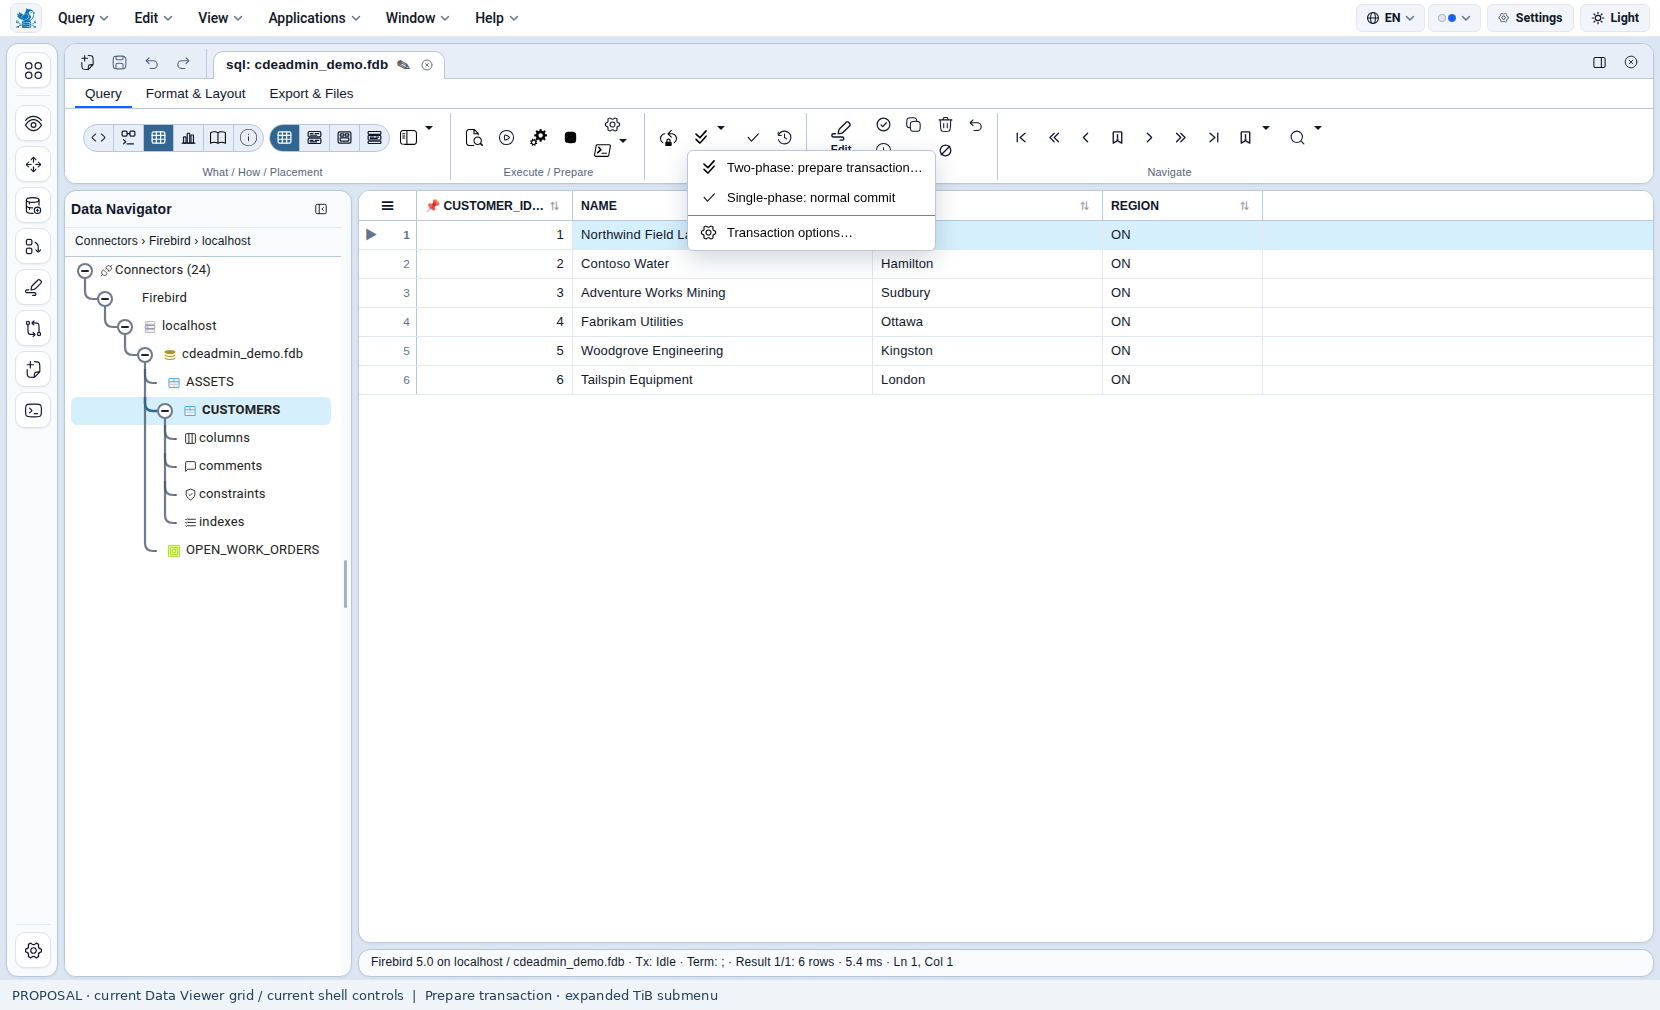 Query Edit View Applications Window Help EN Settings Light
sql: cdeadmin_demo.fdb
Query Format & Layout Export & Files
Edit
What / How / Placement Execute / Prepare Navigate
Two-phase: prepare transaction...
Single-phase: normal commit
Transaction options...
Data Navigator
Connectors › Firebird › localhost
Connectors (24)
Firebird
localhost
cdeadmin_demo.fdb
ASSETS
CUSTOMERS
columns
comments
constraints
indexes
OPEN_WORK_ORDERS
CUSTOMER_ID... NAME REGION
1 1 Northwind Field ON
2 2 Contoso Water Hamilton ON
3 3 Adventure Works Mining Sudbury ON
4 4 Fabrikam Utilities Ottawa ON
5 5 Woodgrove Engineering Kingston ON
6 6 Tailspin Equipment London ON
Firebird 5.0 on localhost / cdeadmin_demo.fdb · Tx: Idle · Term: ; · Result 1/1: 6 rows · 5.4 ms · Ln 1, Col 1
PROPOSAL · current Data Viewer grid / current shell controls | Prepare transaction · expanded TiB submenu